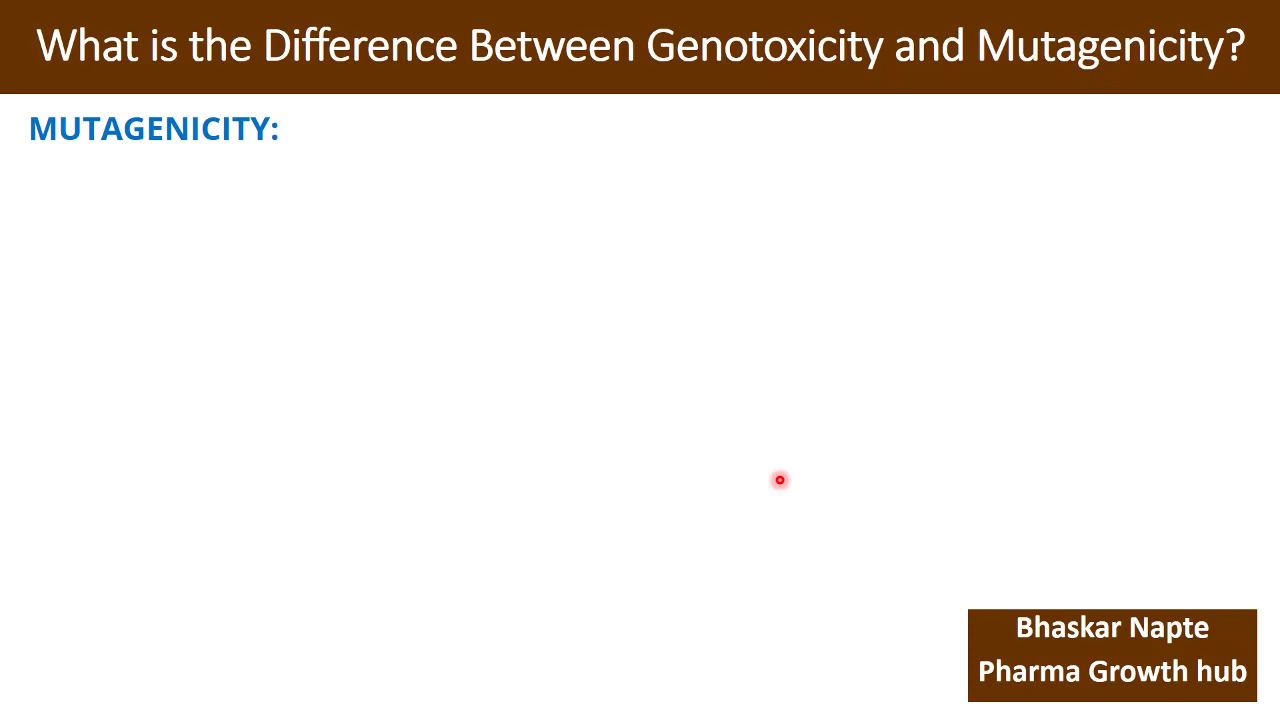 What is the Difference Between Genotoxicity and Mutagenicity?
MUTAGENICITY:
Bhaskar Napte
Pharma Growth hub